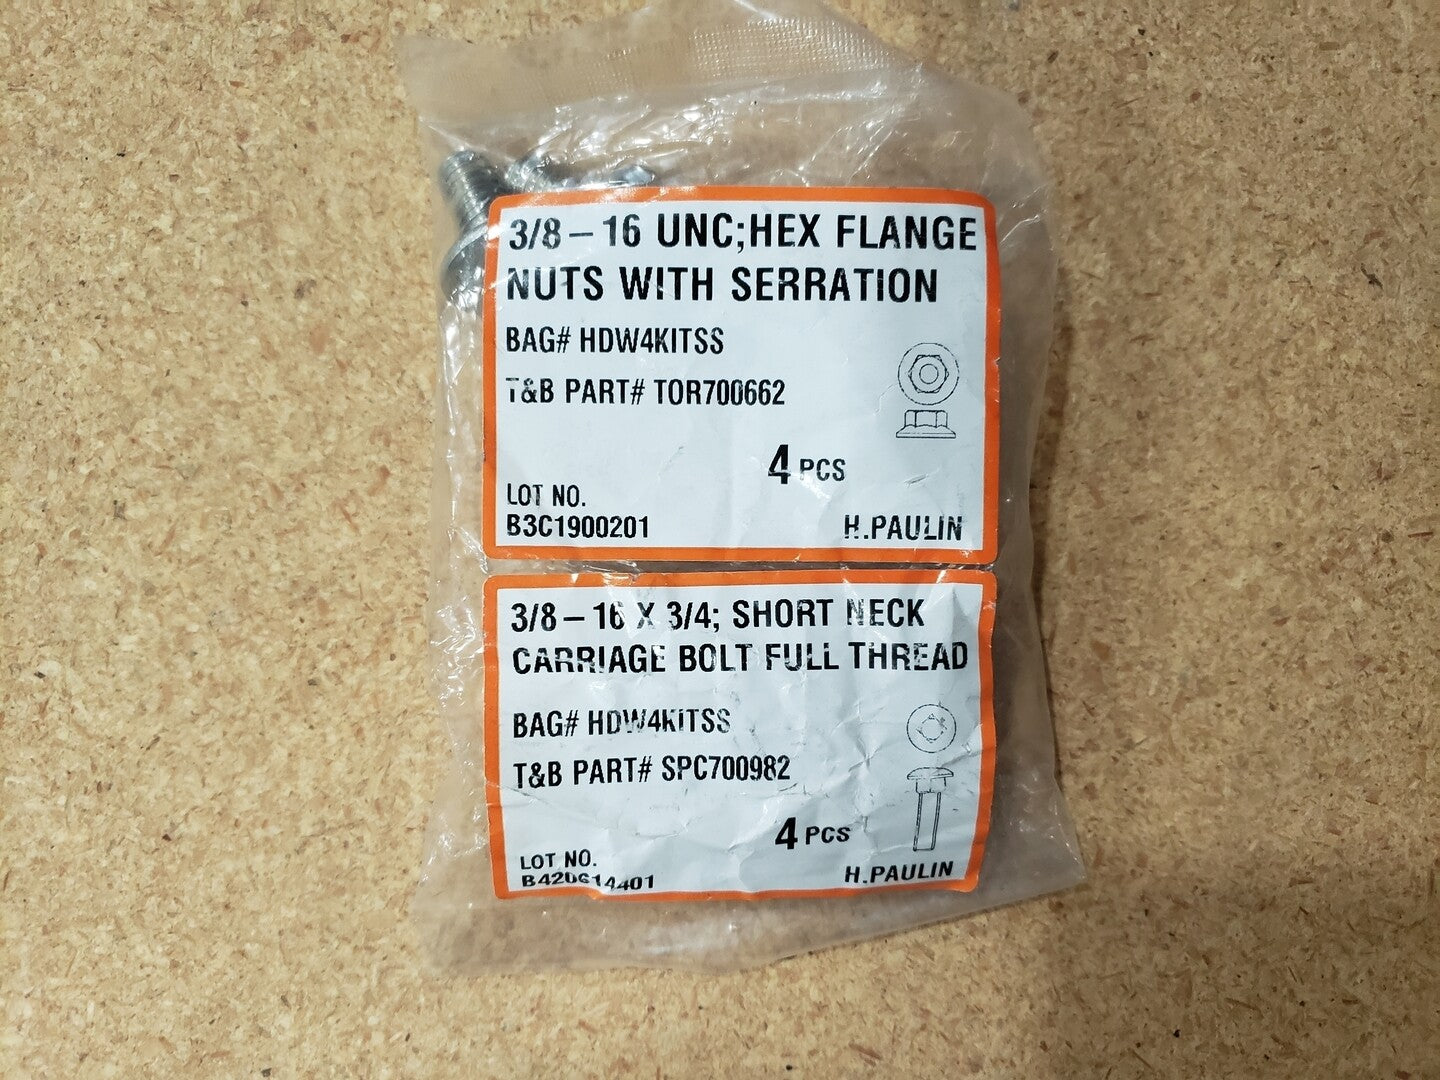 3/8 – 16 UNC;HEX FLANGE
NUTS WITH SERRATION
BAG# HDW4KITSS
T&B PART# TOR700662
4 PCS
LOT NO.
B3C1900201
H.PAULIN
3/8 – 16 X 3/4; SHORT NECK
CARRIAGE BOLT FULL THREAD
BAG# HDW4KITSS
T&B PART# SPC700982
4 PCS
LOT NO.
H.PAULIN